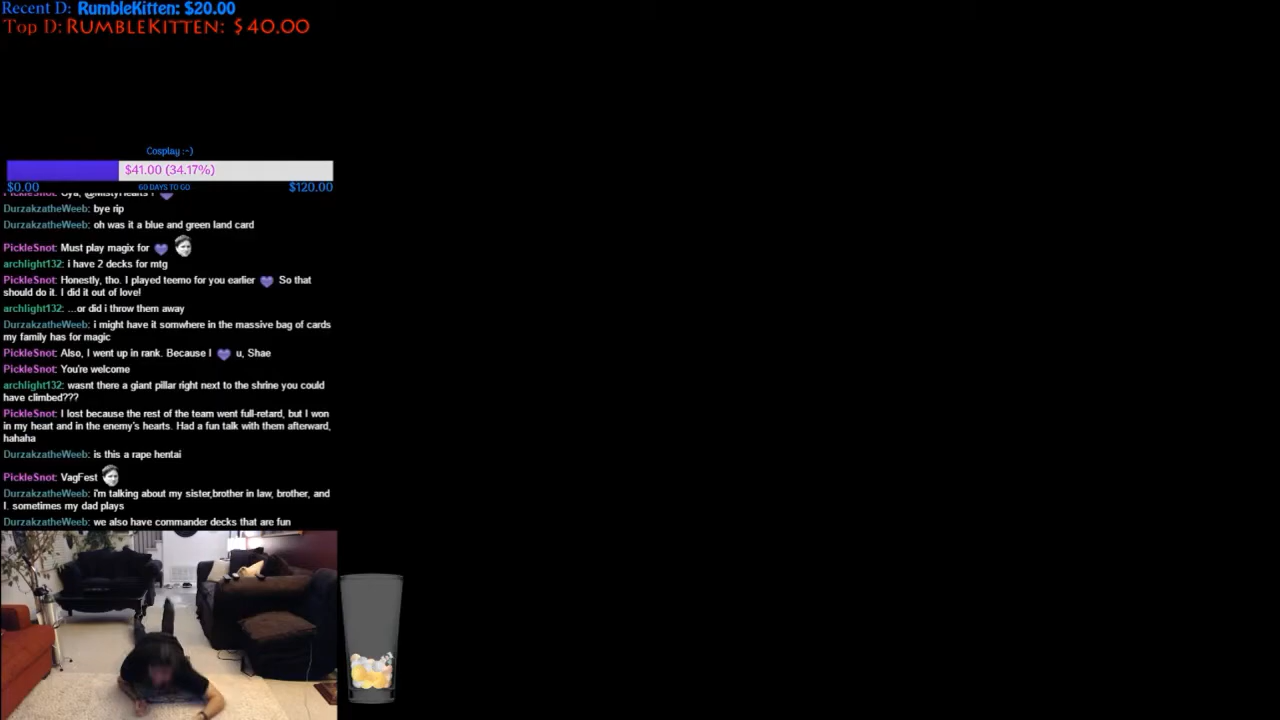 Recent D: RumbleKitten: $20.00
Top D: RumbleKitten: $40.00
Cosplay :~)
$41.00 (34.17%)
$0.00 60 DAYS TO GO $120.00
PickleSnot: Oya, @MistyHearts !
DurzakzatheWeeb: bye rip
DurzakzatheWeeb: oh was it a blue and green land card
PickleSnot: Must play magix for
archlight132: i have 2 decks for mtg
PickleSnot: Honestly, tho. I played teemo for you earlier So that
should do it. I did it out of love!
archlight132: ...or did i throw them away
DurzakzatheWeeb: i might have it somwhere in the massive bag of cards
my family has for magic
PickleSnot: Also, I went up in rank. Because I u, Shae
PickleSnot: You're welcome
archlight132: wasnt there a giant pillar right next to the shrine you could
have climbed???
PickleSnot: I lost because the rest of the team went full-retard, but I won
in my heart and in the enemy's hearts. Had a fun talk with them afterward,
hahaha
DurzakzatheWeeb: is this a rape hentai
PickleSnot: VagFest
DurzakzatheWeeb: i'm talking about my sister,brother in law, brother, and
I. sometimes my dad plays
DurzakzatheWeeb: we also have commander decks that are fun